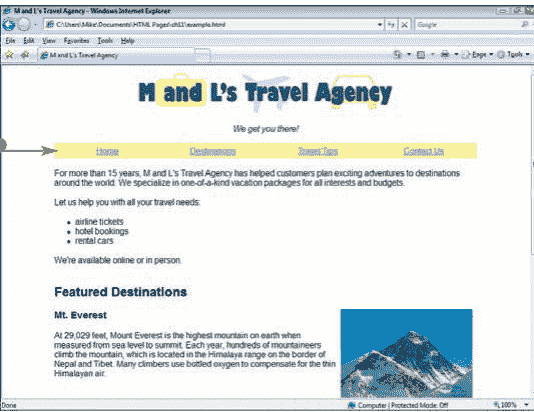 M and L's Travel Agency - Windows Internet Explorer
C:\Users\Mike\Documents\HTML Pages\ch11\example.html
Google
File Edit View Favorites Tools Help
M and L's Travel Agency
Page Tools
M and L's Travel Agency
We get you there!
Home Destinations Travel Tips Contact Us
For more than 15 years, M and L's Travel Agency has helped customers plan exciting adventures to destinations
around the world. We specialize in one-of-a-kind vacation packages for all interests and budgets.
Let us help you with all your travel needs:
• airline tickets
• hotel bookings
• rental cars
We're available online or in person.
Featured Destinations
Mt. Everest
At 29,029 feet, Mount Everest is the highest mountain on earth when
measured from sea level to summit. Each year, hundreds of mountaineers
climb the mountain, which is located in the Himalaya range on the border of
Nepal and Tibet. Many climbers use bottled oxygen to compensate for the thin
Himalayan air.
Done
Computer | Protected Mode: Off
100%